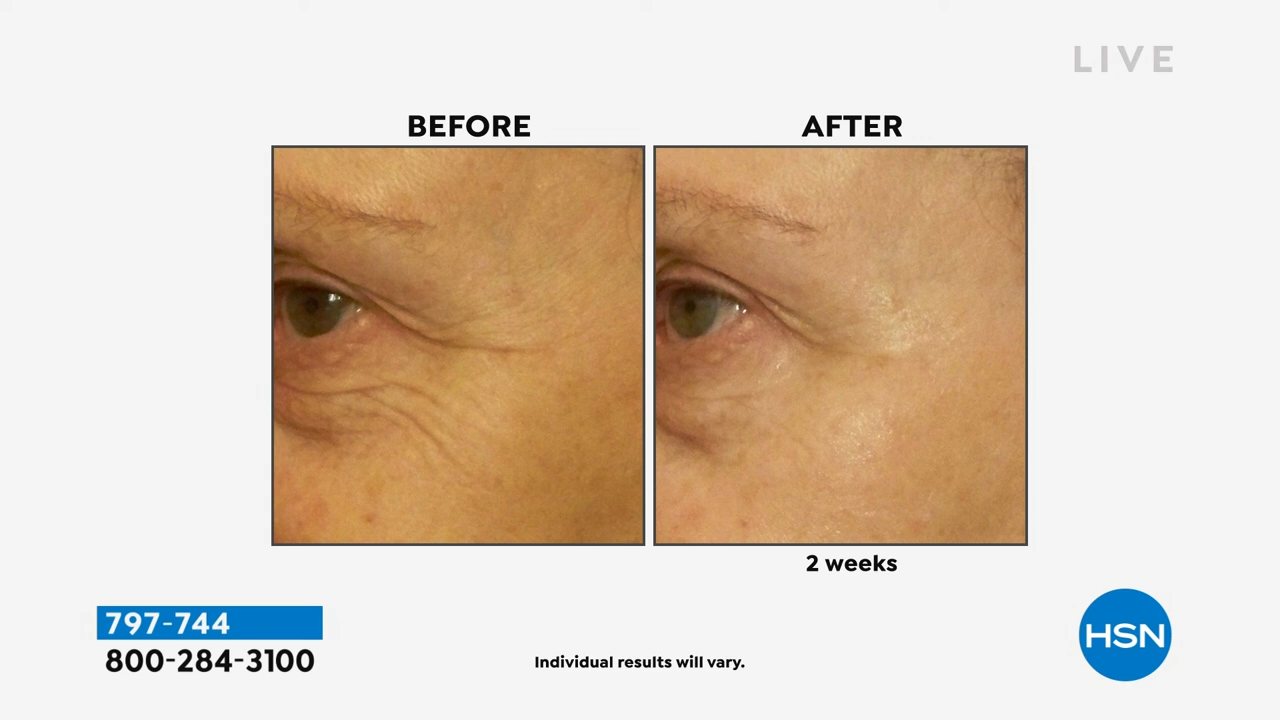 LIVE
BEFORE
AFTER
2 weeks
797-744
800-284-3100
Individual results will vary.
HSN